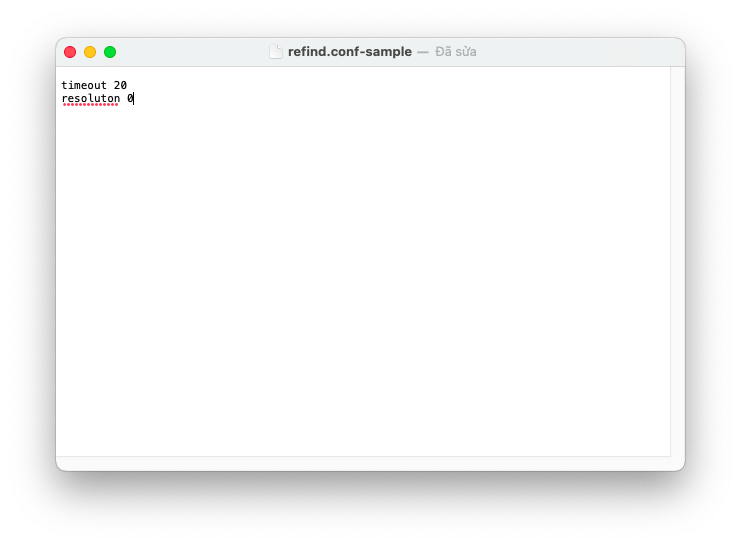 refind.conf-sample — Đã sửa
timeout 20
resoluton 0